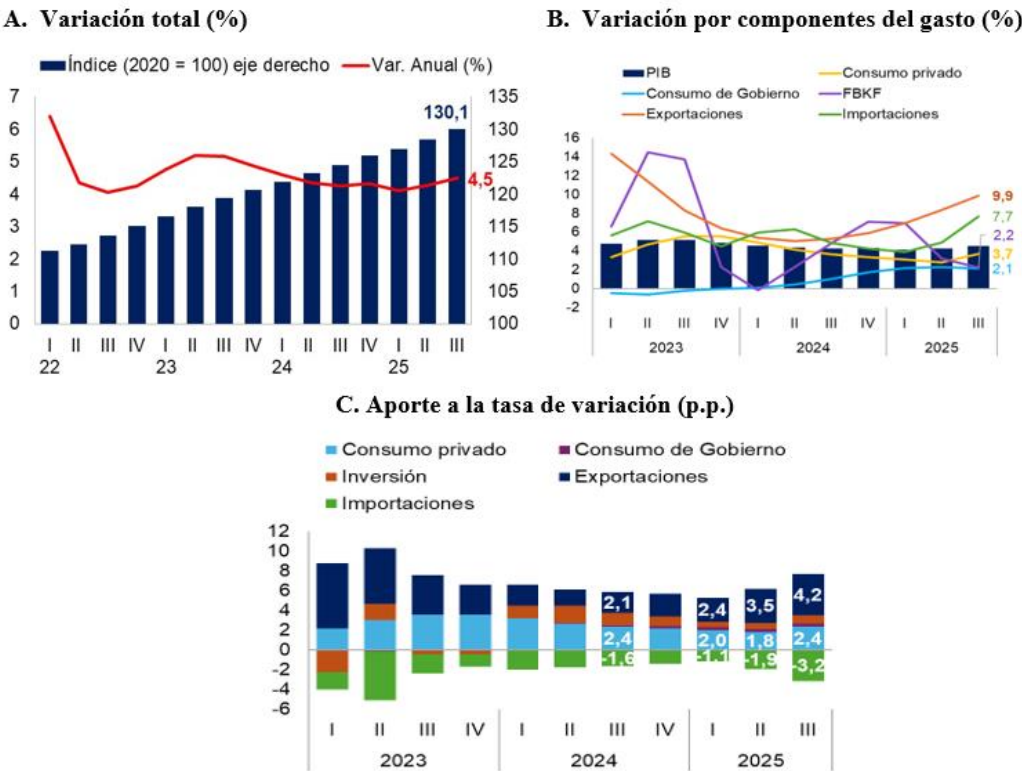 A. Variación total (%)
Índice (2020 = 100) eje derecho Var. Anual (%)
7 135
6 130
5 125
4 120
3 115
2 110
1 105
0 100
130,1
4,5
I II III IV I II III IV I II III IV I II III
22 23 24 25
B. Variación por componentes del gasto (%)
PIB Consumo privado
Consumo de Gobierno FBKF
Exportaciones Importaciones
16
14
12
10
8
6
4
2
0
-2
9,9
7,7
2,2
3,7
2,1
I II III IV I II III IV I II III
2023 2024 2025
C. Aporte a la tasa de variación (p.p.)
Consumo privado Consumo de Gobierno
Inversión Exportaciones
Importaciones
12
10
8
6
4
2
0
-2
-4
-6
2,1 2,4 3,5 4,2
2,4 2,0 1,8 2,4
-1,6 -1,1 -1,9 -3,2
I II III IV I II III IV I II III
2023 2024 2025